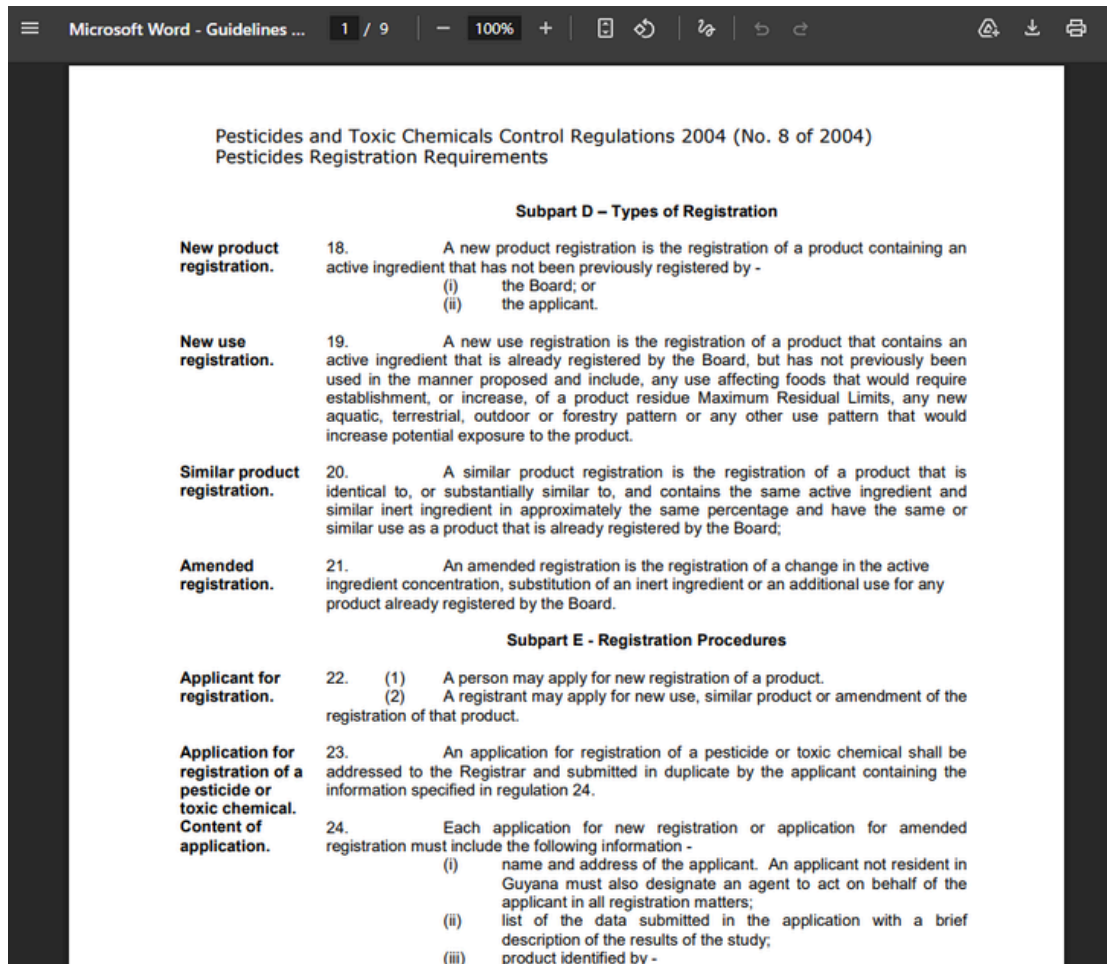 Microsoft Word - Guidelines ... 1 / 9 100%
Pesticides and Toxic Chemicals Control Regulations 2004 (No. 8 of 2004)
Pesticides Registration Requirements
Subpart D – Types of Registration
New product registration.
18. A new product registration is the registration of a product containing an
active ingredient that has not been previously registered by -
(i) the Board; or
(ii) the applicant.
New use registration.
19. A new use registration is the registration of a product that contains an
active ingredient that is already registered by the Board, but has not previously been
used in the manner proposed and include, any use affecting foods that would require
establishment, or increase, of a product residue Maximum Residual Limits, any new
aquatic, terrestrial, outdoor or forestry pattern or any other use pattern that would
increase potential exposure to the product.
Similar product registration.
20. A similar product registration is the registration of a product that is
identical to, or substantially similar to, and contains the same active ingredient and
similar inert ingredient in approximately the same percentage and have the same or
similar use as a product that is already registered by the Board;
Amended registration.
21. An amended registration is the registration of a change in the active
ingredient concentration, substitution of an inert ingredient or an additional use for any
product already registered by the Board.
Subpart E - Registration Procedures
Applicant for registration.
22. (1) A person may apply for new registration of a product.
(2) A registrant may apply for new use, similar product or amendment of the
registration of that product.
Application for registration of a pesticide or toxic chemical.
23. An application for registration of a pesticide or toxic chemical shall be
addressed to the Registrar and submitted in duplicate by the applicant containing the
information specified in regulation 24.
Content of application.
24. Each application for new registration or application for amended
registration must include the following information -
(i) name and address of the applicant. An applicant not resident in
Guyana must also designate an agent to act on behalf of the
applicant in all registration matters;
(ii) list of the data submitted in the application with a brief
description of the results of the study;
(iii) product identified by -